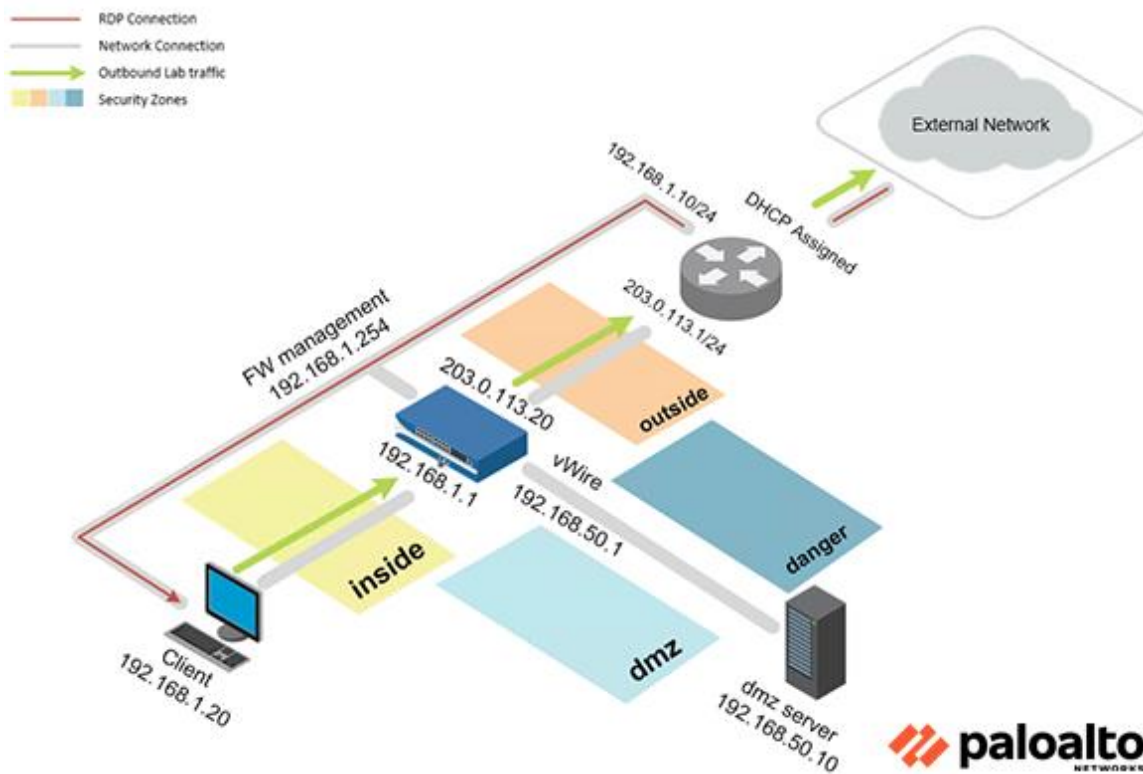 RDP Connection
Network Connection
Outbound Lab traffic
Security Zones
External Network
192.168.1.10/24
DHCP Assigned
203.0.113.1/24
FW management
192.168.1.254
203.0.113.20
outside
192.168.1.1
vWire
192.168.50.1
danger
inside
dmz
Client
192.168.1.20
dmz server
192.168.50.10
paloalto
NETWORKS